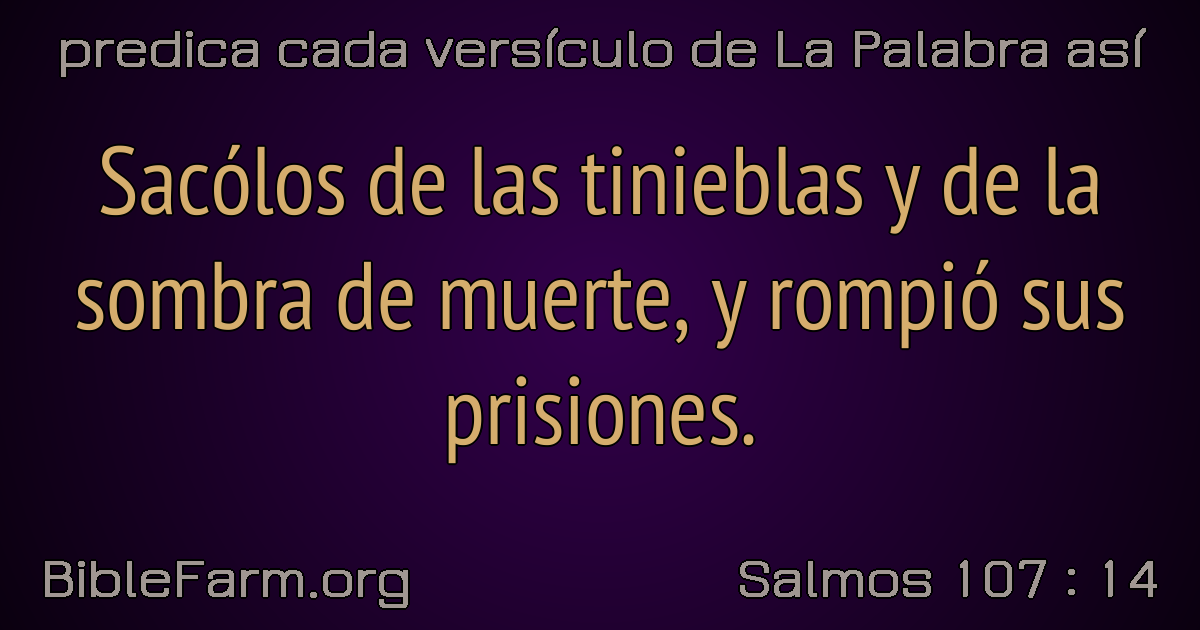 predica cada versículo de La Palabra así
Sacólos de las tinieblas y de la
sombra de muerte, y rompió sus
prisiones.
BibleFarm.org
Salmos 107 : 14